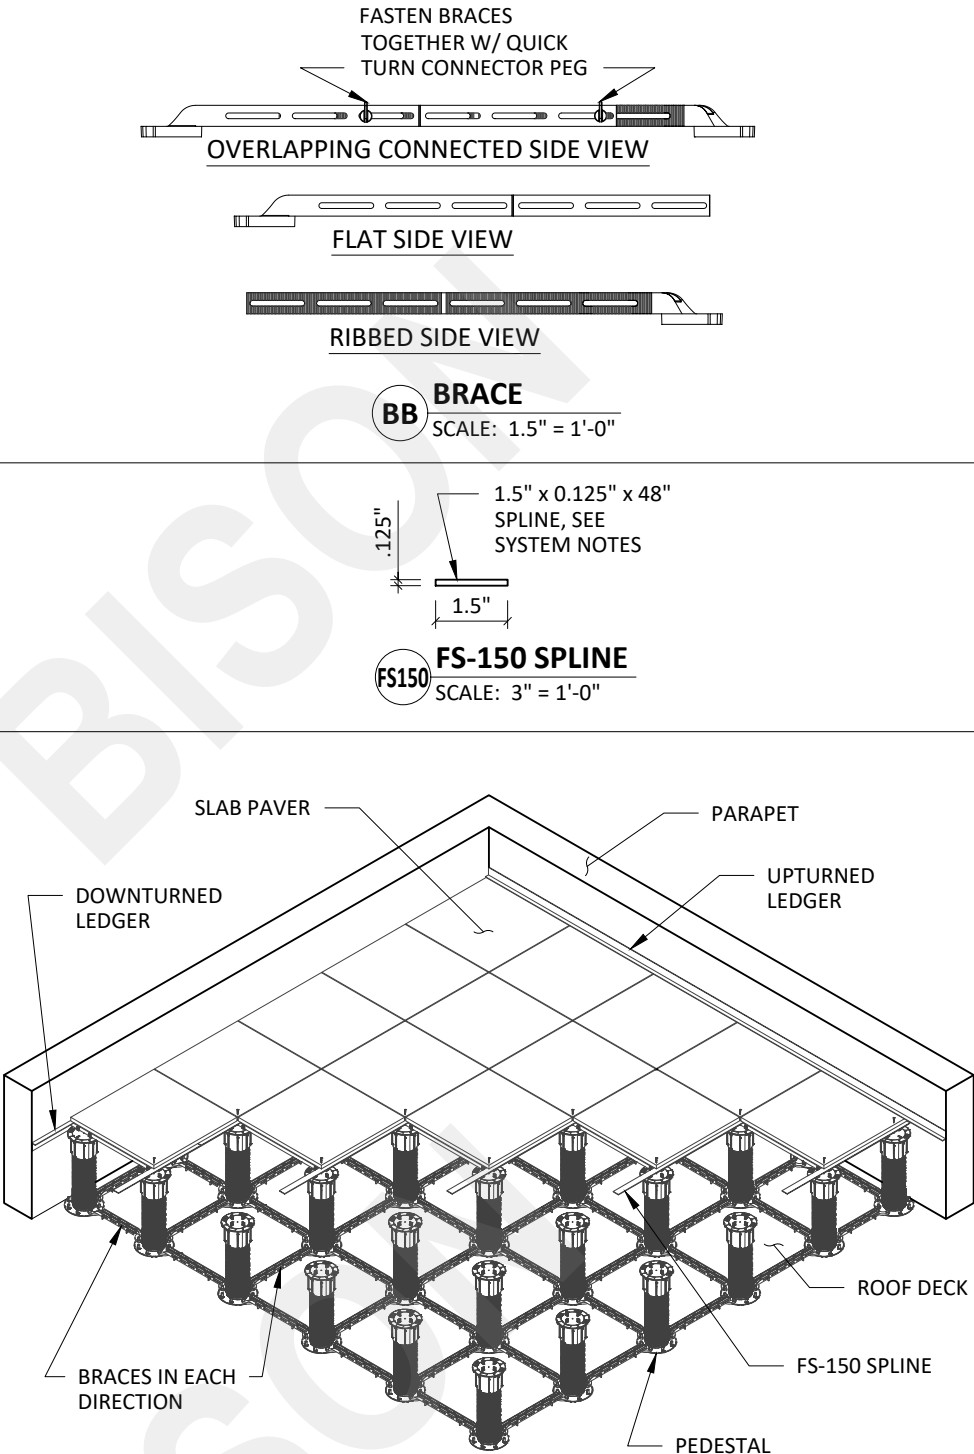 FASTEN BRACES
TOGETHER W/ QUICK
TURN CONNECTOR PEG
OVERLAPPING CONNECTED SIDE VIEW
FLAT SIDE VIEW
RIBBED SIDE VIEW
BB
BRACE
SCALE: 1.5" = 1'-0"
.125"
1.5" x 0.125" x 48"
SPLINE, SEE
SYSTEM NOTES
1.5"
FS150
FS-150 SPLINE
SCALE: 3" = 1'-0"
SLAB PAVER
PARAPET
DOWNTURNED
LEDGER
UPTURNED
LEDGER
ROOF DECK
FS-150 SPLINE
BRACES IN EACH
DIRECTION
PEDESTAL
BISON
BISON